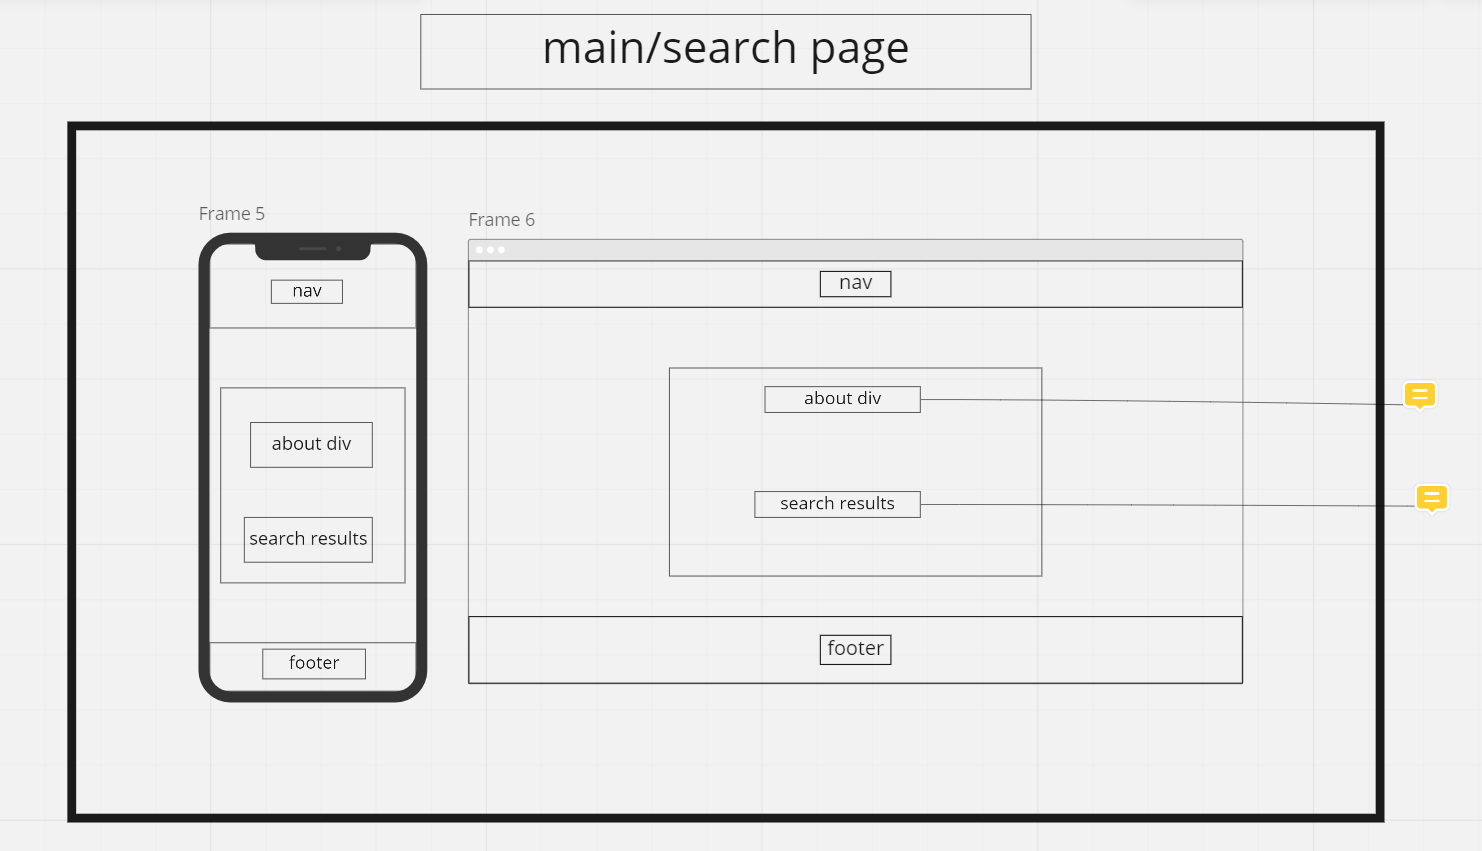 main/search page
Frame 5
nav
about div
search results
footer
Frame 6
nav
about div
search results
footer